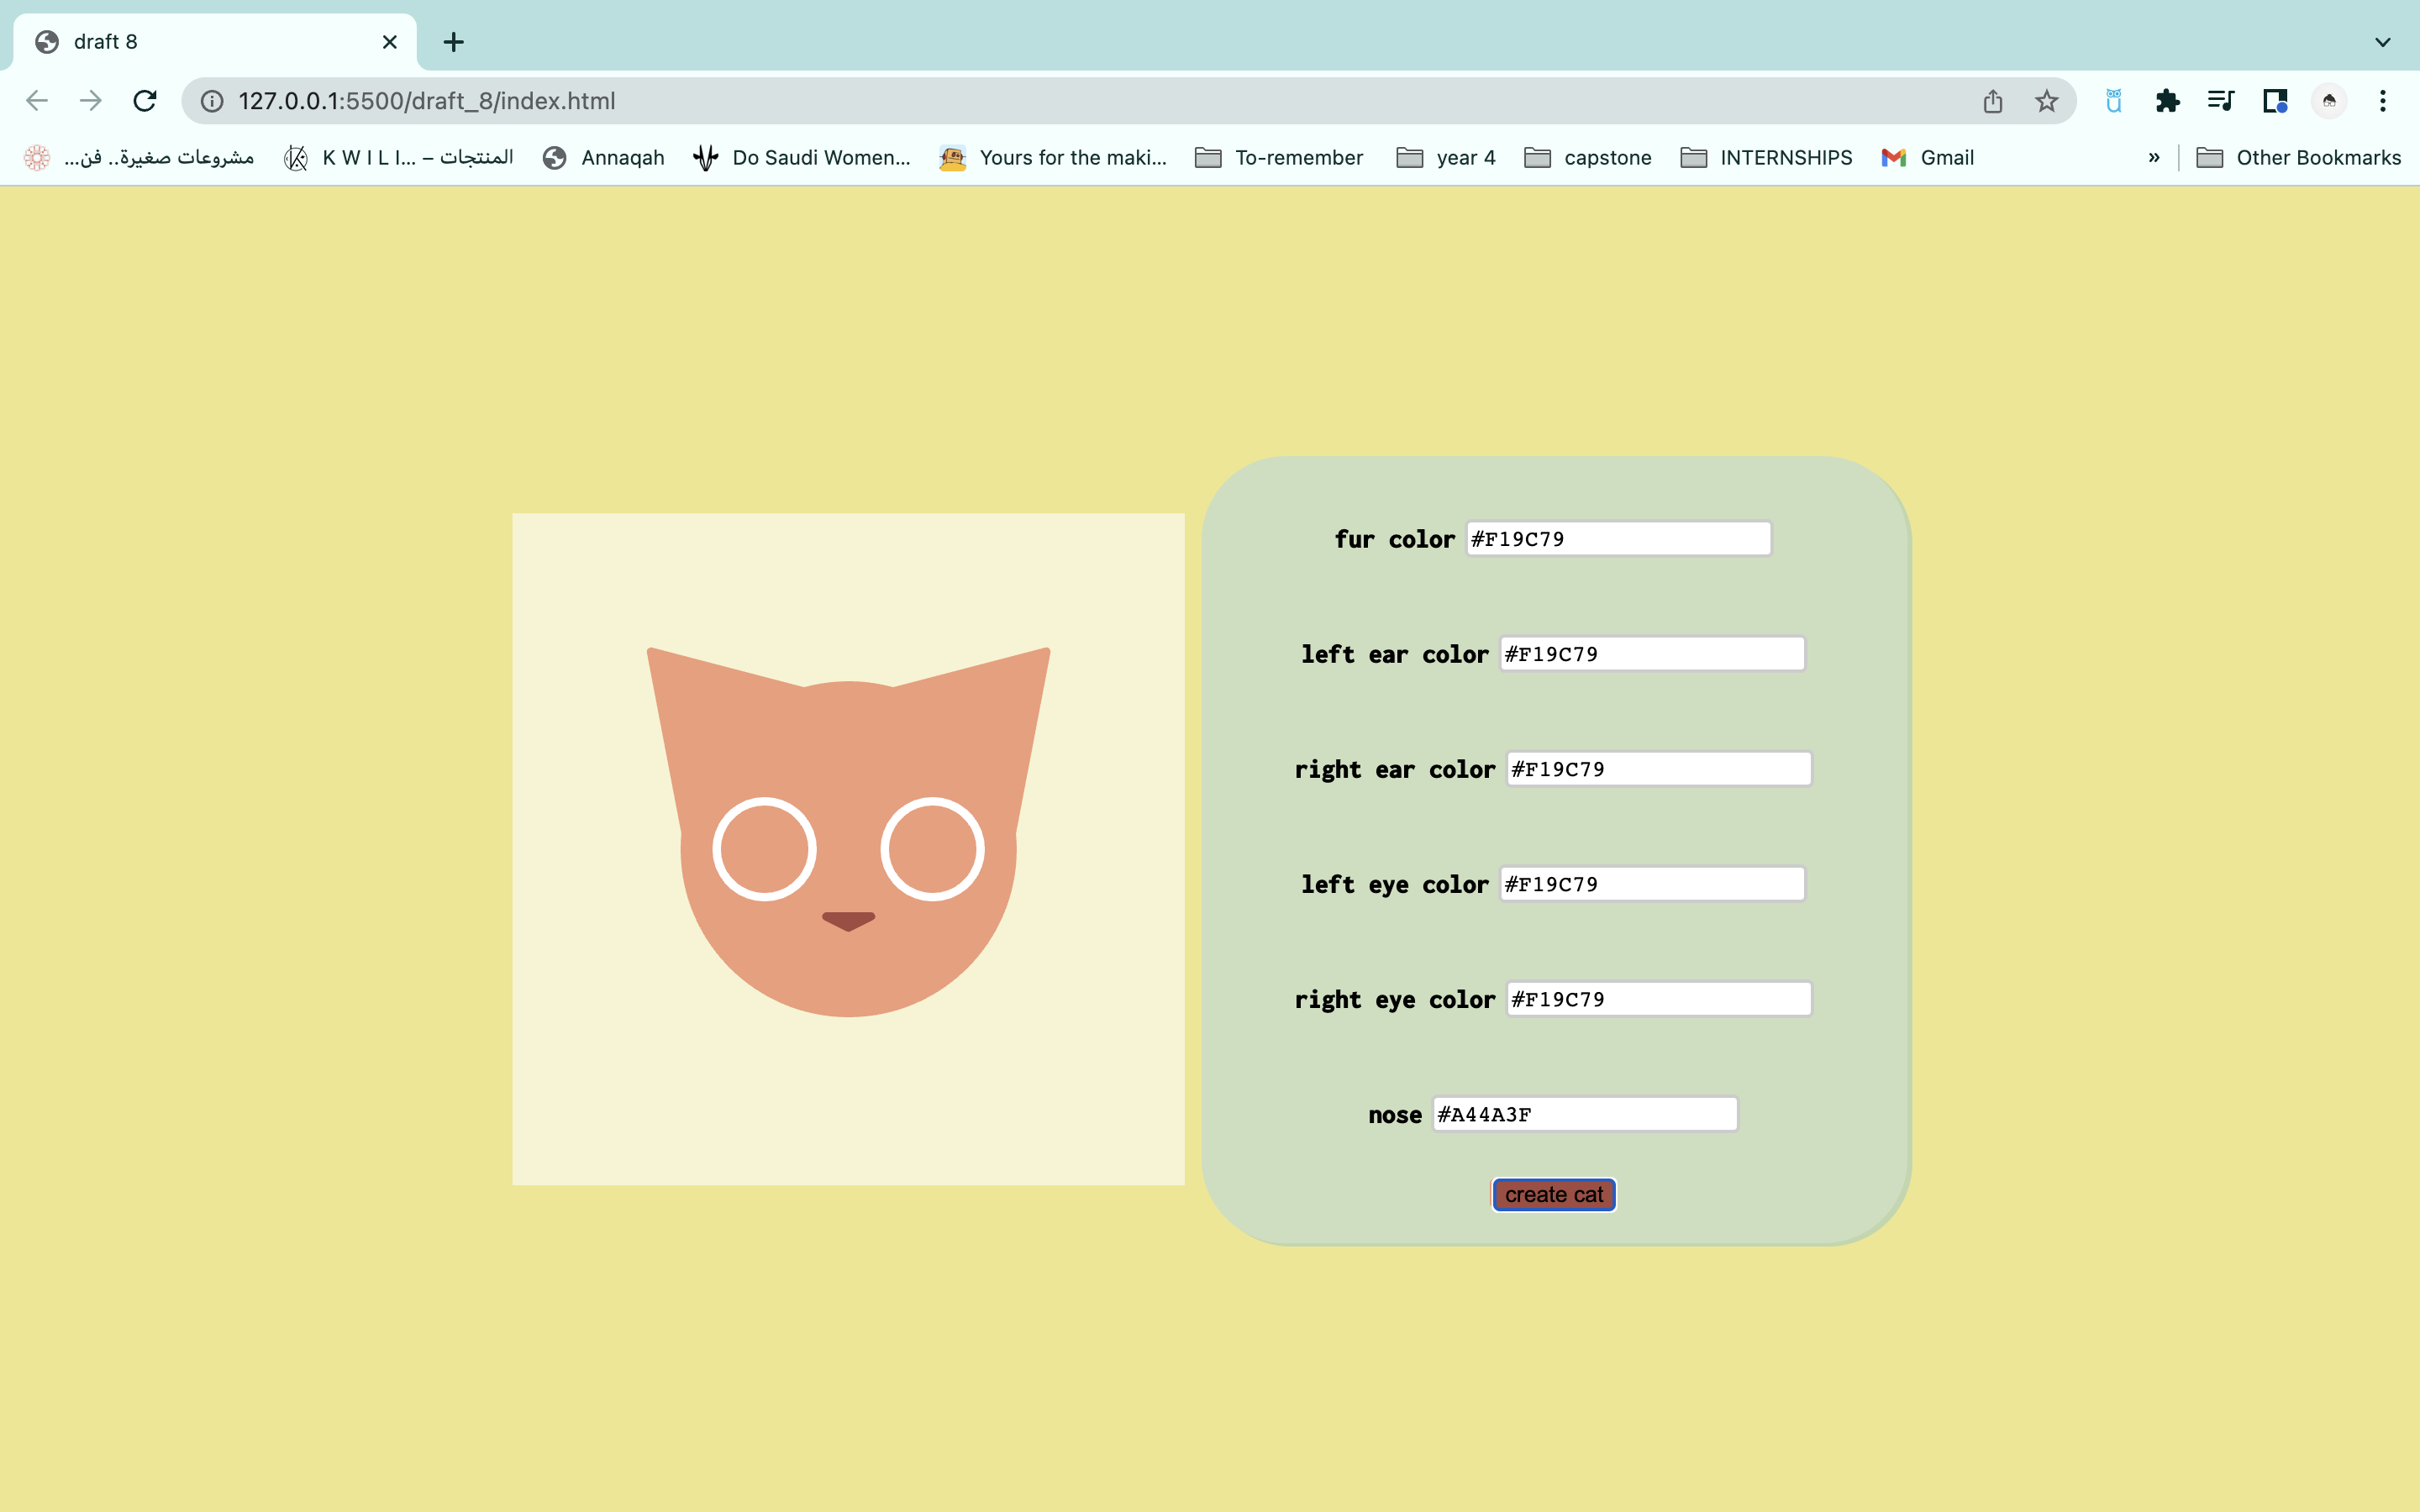 draft 8
127.0.0.1:5500/draft_8/index.html
مشروعات صغيرة.. فن...
K W I L I... – المنتجات
Annaqah
Do Saudi Women...
Yours for the maki...
To-remember
year 4
capstone
INTERNSHIPS
Gmail
»
Other Bookmarks
fur color #F19C79
left ear color #F19C79
right ear color #F19C79
left eye color #F19C79
right eye color #F19C79
nose #A44A3F
create cat